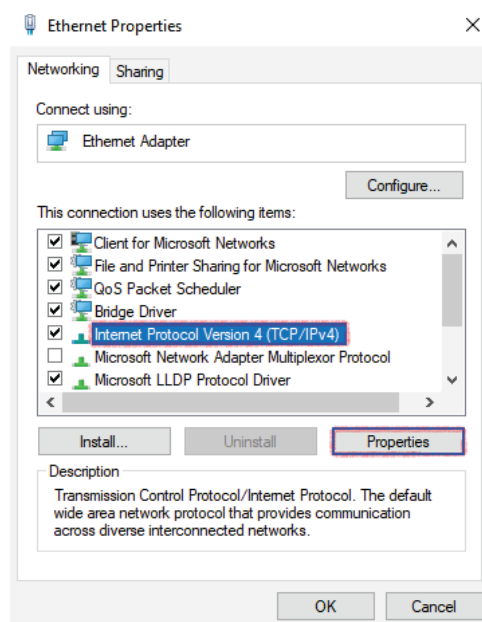 Ethernet Properties
Networking Sharing
Connect using:
Ethernet Adapter
Configure...
This connection uses the following items:
Client for Microsoft Networks
File and Printer Sharing for Microsoft Networks
QoS Packet Scheduler
Bridge Driver
Internet Protocol Version 4 (TCP/IPv4)
Microsoft Network Adapter Multiplexor Protocol
Microsoft LLDP Protocol Driver
Install... Uninstall Properties
Description
Transmission Control Protocol/Internet Protocol. The default
wide area network protocol that provides communication
across diverse interconnected networks.
OK Cancel